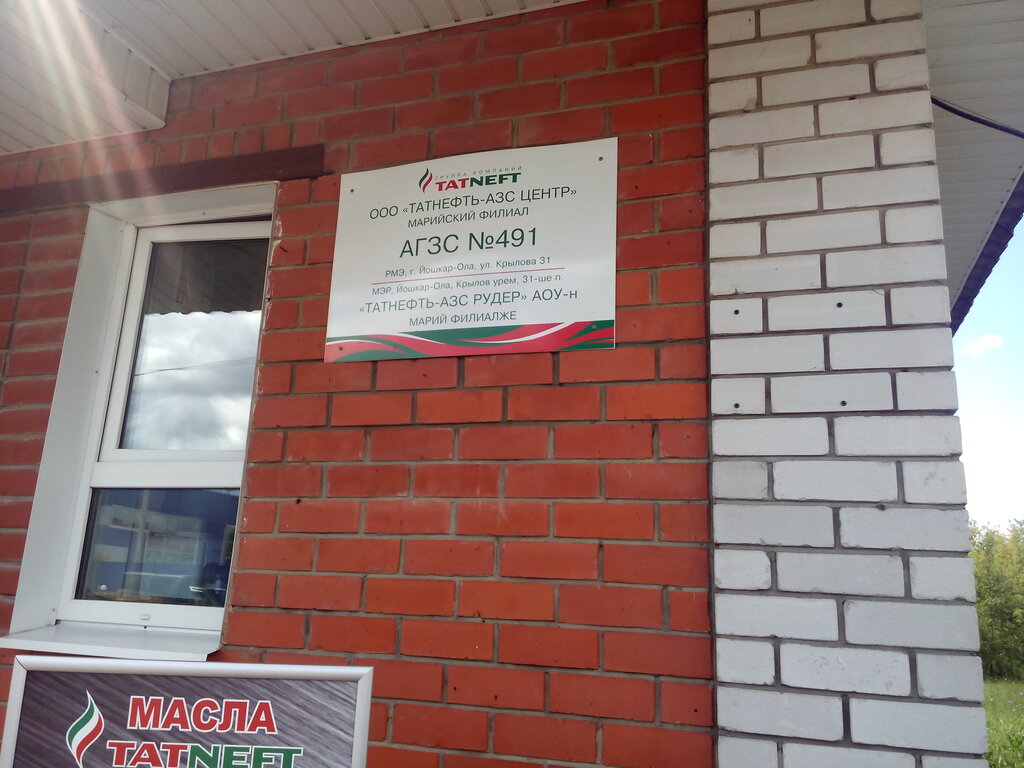 ГРУППА КОМПАНИЙ
TATNEFT
ООО «ТАТНЕФТЬ-АЗС ЦЕНТР»
МАРИЙСКИЙ ФИЛИАЛ
АГЗС №491
РМЭ, г. Йошкар-Ола, ул. Крылова 31
МЭР, Йошкар-Ола, Крылов урем, 31-ше п.
«ТАТНЕФТЬ-АЗС РУДЕР» АОУ-н
МАРИЙ ФИЛИАЛЖЕ
МАСЛА
TATNEFT